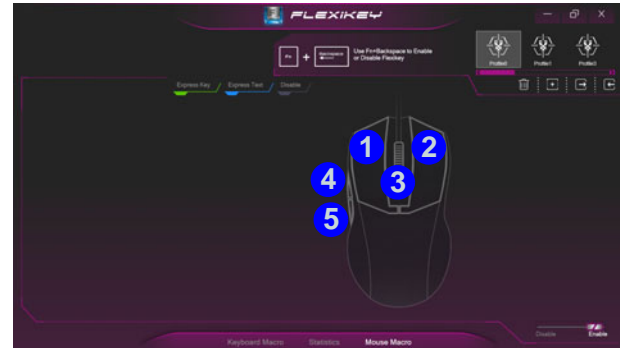 FLEXIKEY
Fn + Backspace Use Fn+Backspace to Enable
or Disable Flexikey
Profile0 Profile1 Profile2
Express Key / Express Text / Disable
1 2
3
4
5
Disable Enable
Keyboard Macro Statistics Mouse Macro